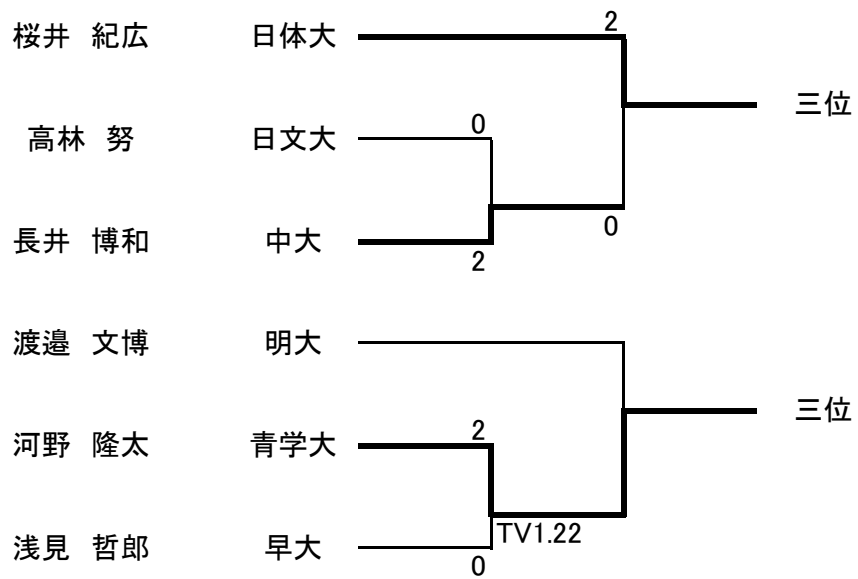 桜井 紀広 日体大 2
三位
高林 努 日文大 0
0
長井 博和 中大 2
渡邉 文博 明大
三位
河野 隆太 青学大 2
TV1.22
浅見 哲郎 早大 0